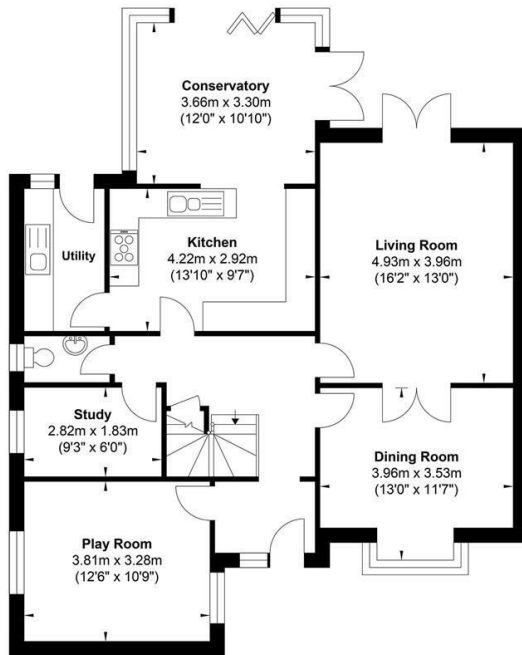 Conservatory
3.66m x 3.30m
(12'0" x 10'10")
Kitchen
4.22m x 2.92m
(13'10" x 9'7")
Utility
Living Room
4.93m x 3.96m
(16'2" x 13'0")
Study
2.82m x 1.83m
(9'3" x 6'0")
Dining Room
3.96m x 3.53m
(13'0" x 11'7")
Play Room
3.81m x 3.28m
(12'6" x 10'9")